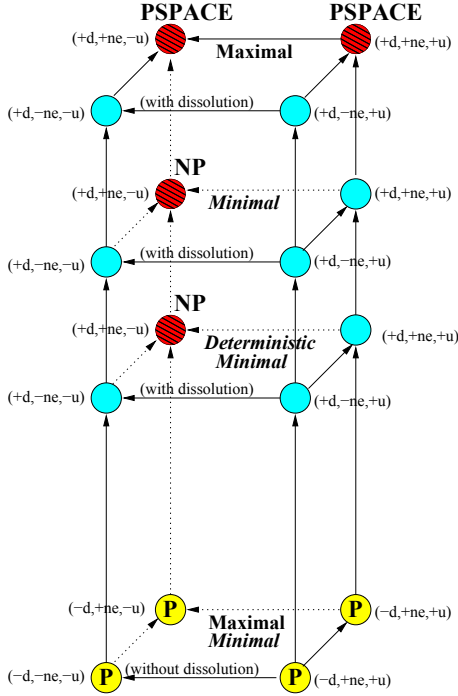 PSPACE PSPACE
(+d,+ne,−u) (+d,+ne,+u)
Maximal
(+d,−ne,−u) (with dissolution) (+d,−ne,+u)
NP
(+d,+ne,−u) (+d,+ne,+u)
Minimal
(+d,−ne,−u) (with dissolution) (+d,−ne,+u)
NP
(+d,+ne,−u) (+d,+ne,+u)
Deterministic
Minimal
(+d,−ne,−u) (with dissolution) (+d,−ne,+u)
(−d,+ne,−u) P P (−d,+ne,+u)
Maximal
Minimal
(−d,−ne,−u) P (without dissolution) P (−d,+ne,+u)